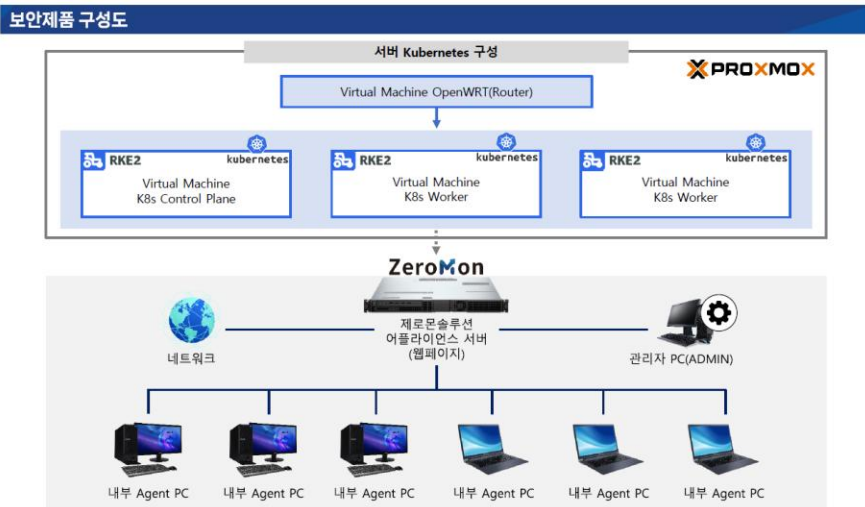 보안제품 구성도
서버 Kubernetes 구성
PROXMOX
Virtual Machine OpenWRT(Router)
RKE2
kubernetes
Virtual Machine
K8s Control Plane
RKE2
kubernetes
Virtual Machine
K8s Worker
RKE2
kubernetes
Virtual Machine
K8s Worker
ZeroMon
제로몬솔루션
어플라이언스 서버
(웹페이지)
네트워크
관리자 PC(ADMIN)
내부 Agent PC
내부 Agent PC
내부 Agent PC
내부 Agent PC
내부 Agent PC
내부 Agent PC